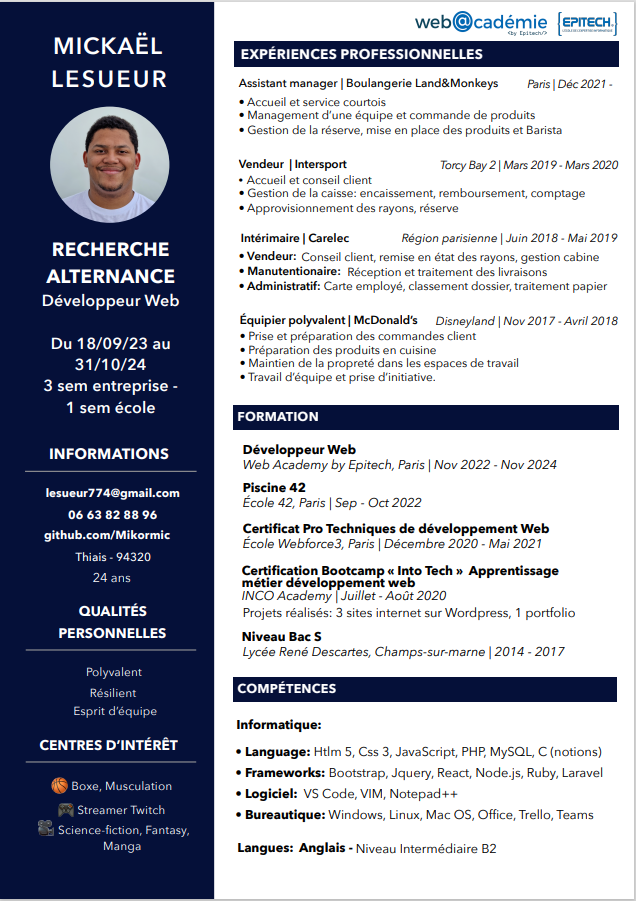 MICKAËL
LESUEUR
RECHERCHE
ALTERNANCE
Développeur Web
Du 18/09/23 au
31/10/24
3 sem entreprise -
1 sem école
INFORMATIONS
lesueur774@gmail.com
06 63 82 88 96
github.com/Mikormic
Thiais - 94320
24 ans
QUALITÉS
PERSONNELLES
Polyvalent
Résilient
Esprit d'équipe
CENTRES D'INTÉRÊT
Boxe, Musculation
Streamer Twitch
Science-fiction, Fantasy,
Manga
web@cadémie
<by Epitech/>
{EPITECH.}
L'ÉCOLE DE L'EXPERTISE INFORMATIQUE
EXPÉRIENCES PROFESSIONNELLES
Assistant manager | Boulangerie Land&Monkeys Paris | Déc 2021 -
• Accueil et service courtois
• Management d'une équipe et commande de produits
• Gestion de la réserve, mise en place des produits et Barista
Vendeur | Intersport Torcy Bay 2 | Mars 2019 - Mars 2020
• Accueil et conseil client
• Gestion de la caisse: encaissement, remboursement, comptage
• Approvisionnement des rayons, réserve
Intérimaire | Carelec Région parisienne | Juin 2018 - Mai 2019
• Vendeur: Conseil client, remise en état des rayons, gestion cabine
• Manutentionaire: Réception et traitement des livraisons
• Administratif: Carte employé, classement dossier, traitement papier
Équipier polyvalent | McDonald's Disneyland | Nov 2017 - Avril 2018
• Prise et préparation des commandes client
• Préparation des produits en cuisine
• Maintien de la propreté dans les espaces de travail
• Travail d'équipe et prise d'initiative.
FORMATION
Développeur Web
Web Academy by Epitech, Paris | Nov 2022 - Nov 2024
Piscine 42
École 42, Paris | Sep - Oct 2022
Certificat Pro Techniques de développement Web
École Webforce3, Paris | Décembre 2020 - Mai 2021
Certification Bootcamp « Into Tech » Apprentissage
métier développement web
INCO Academy | Juillet - Août 2020
Projets réalisés: 3 sites internet sur Wordpress, 1 portfolio
Niveau Bac S
Lycée René Descartes, Champs-sur-marne | 2014 - 2017
COMPÉTENCES
Informatique:
• Language: Htlm 5, Css 3, JavaScript, PHP, MySQL, C (notions)
• Frameworks: Bootstrap, Jquery, React, Node.js, Ruby, Laravel
• Logiciel: VS Code, VIM, Notepad++
• Bureautique: Windows, Linux, Mac OS, Office, Trello, Teams
Langues: Anglais - Niveau Intermédiaire B2